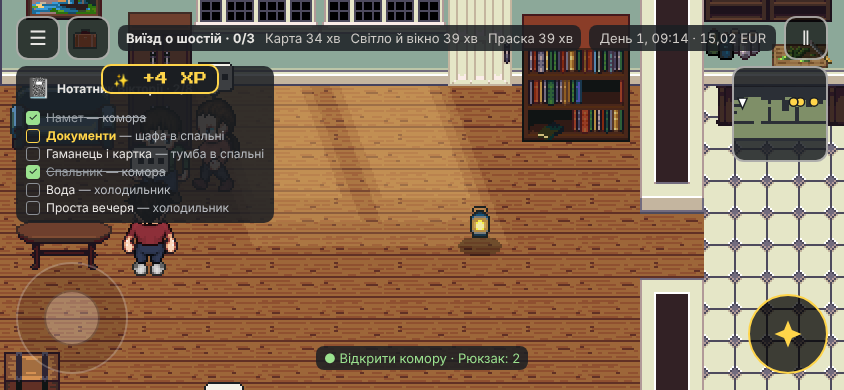 Виїзд о шостій · 0/3 Карта 34 хв Світло й вікно 39 хв Праска 39 хв
День 1, 09:14 · 15,02 EUR
+4 XP
Намет — комора
Документи — шафа в спальні
Гаманець і картка — тумба в спальні
Спальник — комора
Вода — холодильник
Проста вечеря — холодильник
Відкрити комору · Рюкзак: 2